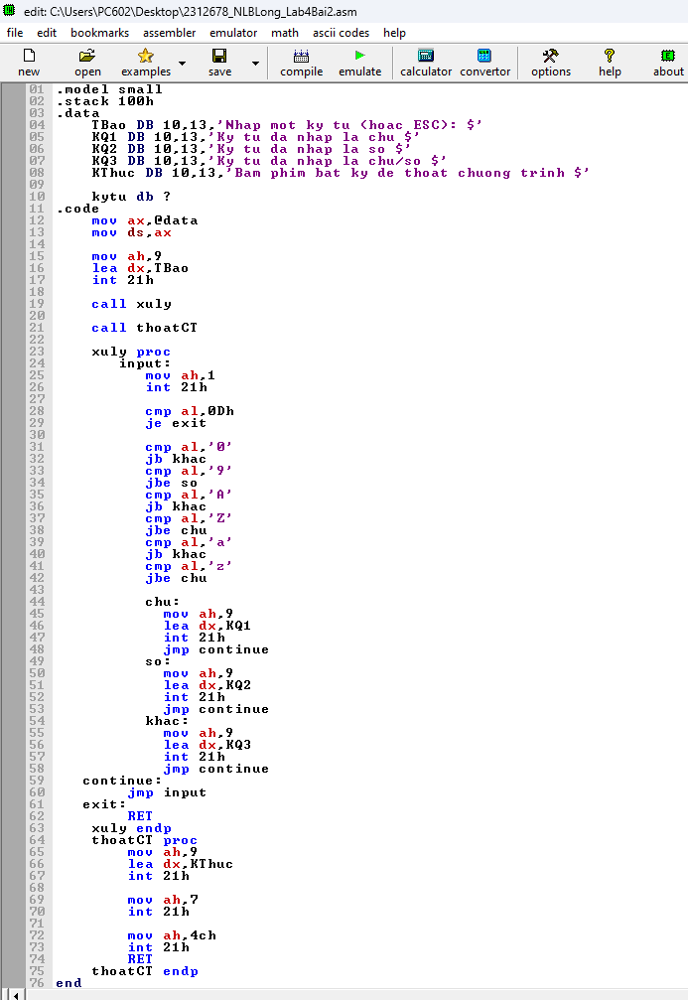 edit: C:\Users\PC602\Desktop\2312678_NLBLong_Lab4Bai2.asm
file edit bookmarks assembler emulator math ascii codes help
new open examples save compile emulate calculator convertor options help about
01 .model small
02 .stack 100h
03 .data
04 TBao DB 10,13,'Nhap mot ky tu (hoac ESC): $'
05 KQ1 DB 10,13,'Ky tu da nhap la chu $'
06 KQ2 DB 10,13,'Ky tu da nhap la so $'
07 KQ3 DB 10,13,'Ky tu da nhap la chu/so $'
08 KThuc DB 10,13,'Bam phim bat ky de thoat chuong trinh $'
09
10 kytu db ?
11 .code
12 mov ax,@data
13 mov ds,ax
14
15 mov ah,9
16 lea dx,TBao
17 int 21h
18
19 call xuly
20
21 call thoatCT
22
23 xuly proc
24 input:
25 mov ah,1
26 int 21h
27
28 cmp al,0Dh
29 je exit
30
31 cmp al,'0'
32 jb khac
33 cmp al,'9'
34 jbe so
35 cmp al,'A'
36 jb khac
37 cmp al,'Z'
38 jbe chu
39 cmp al,'a'
40 jb khac
41 cmp al,'z'
42 jbe chu
43
44 chu:
45 mov ah,9
46 lea dx,KQ1
47 int 21h
48 jmp continue
49 so:
50 mov ah,9
51 lea dx,KQ2
52 int 21h
53 jmp continue
54 khac:
55 mov ah,9
56 lea dx,KQ3
57 int 21h
58 jmp continue
59 continue:
60 jmp input
61 exit:
62 RET
63 xuly endp
64 thoatCT proc
65 mov ah,9
66 lea dx,KThuc
67 int 21h
68
69 mov ah,7
70 int 21h
71
72 mov ah,4ch
73 int 21h
74 RET
75 thoatCT endp
76 end